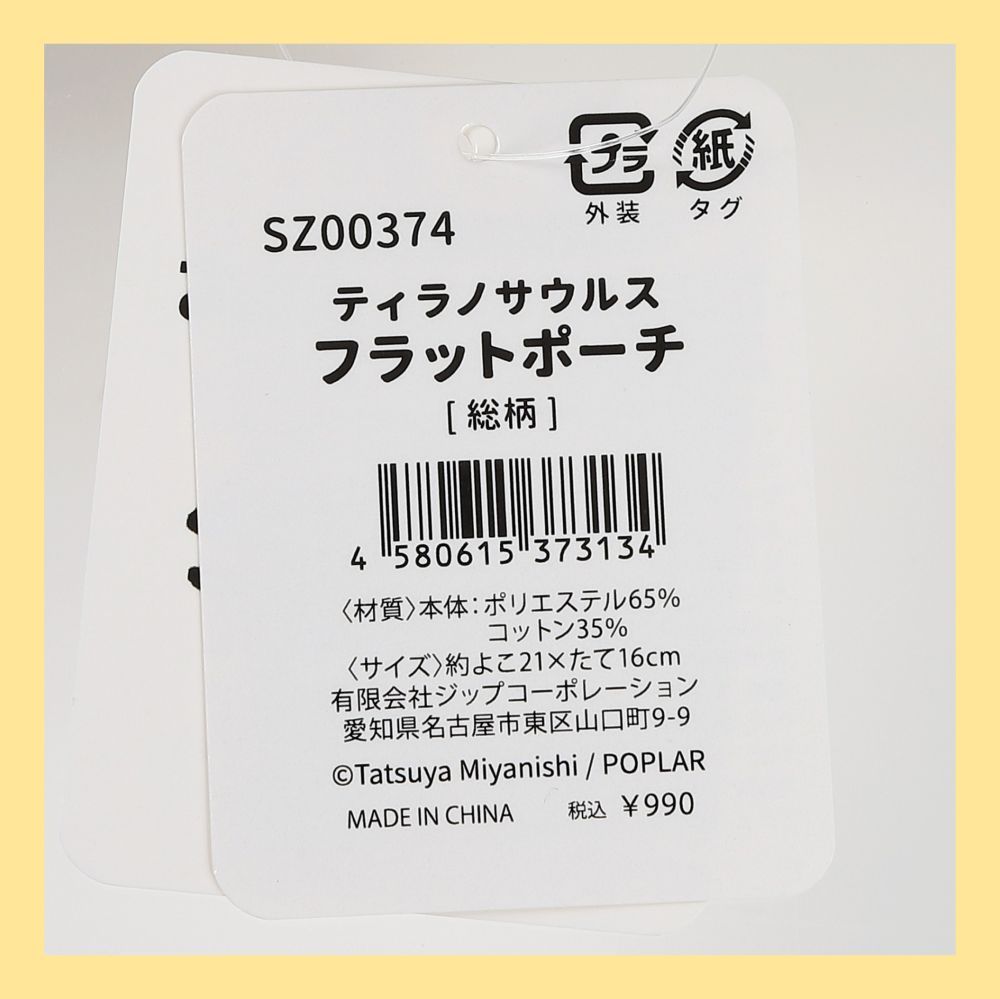 プラ
紙
外装
タグ
SZ00374
ティラノサウルス
フラットポーチ
[総柄]
4 580615 373134
〈材質〉本体：ポリエステル65%
コットン35%
〈サイズ〉約よこ21×たて16cm
有限会社ジップコーポレーション
愛知県名古屋市東区山口町9-9
©Tatsuya Miyanishi / POPLAR
MADE IN CHINA 税込 ￥990